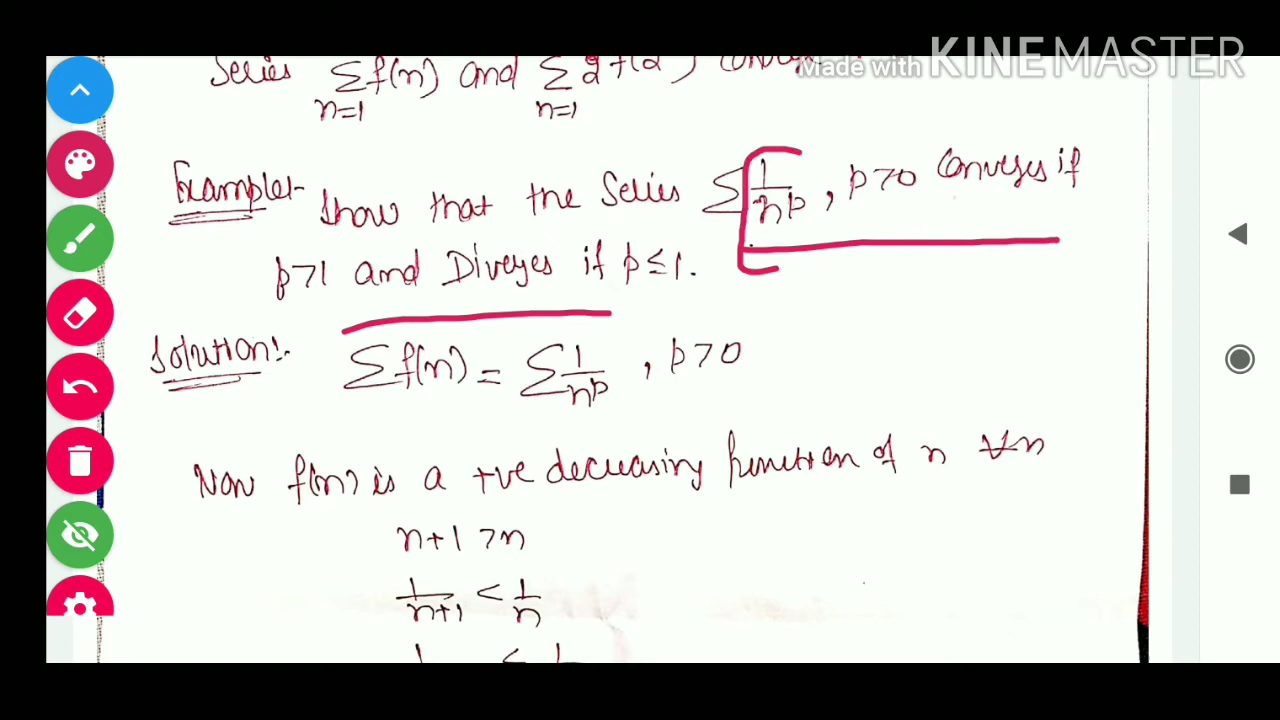 Made with KINEMASTER
Series Σf(n) and Σ
n=1 n=1
Example:- Show that the Series Σ 1/n^p , p>0 Converges if
p>1 and Diverges if p≤1.
Solution:- Σf(n) = Σ 1/n^p , p>0
Now f(n) is a +ve decreasing function of n ∀n
n+1 >n
1/n+1 < 1/n